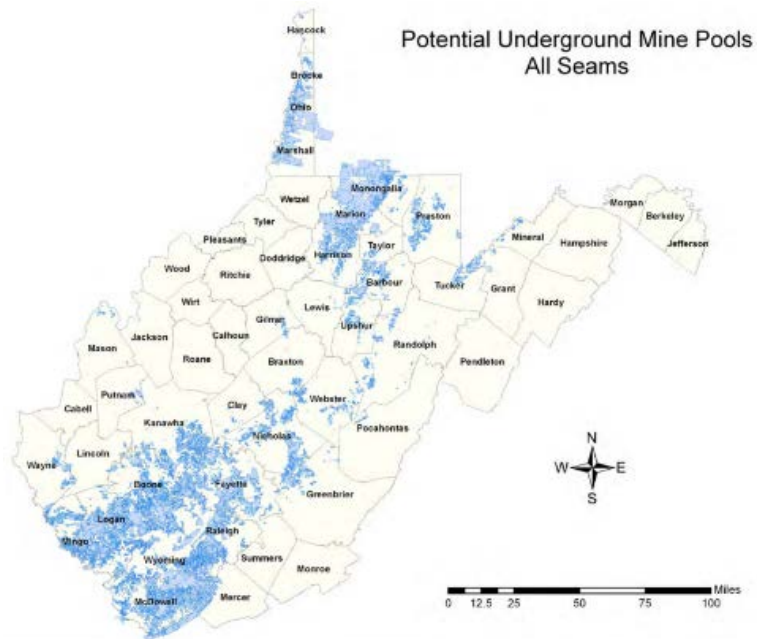 Potential Underground Mine Pools
All Seams
Hancock
Brooke
Ohio
Marshall
Wetzel
Monongalia
Marion
Preston
Morgan
Berkeley
Jefferson
Tyler
Pleasants
Doddridge
Harrison
Taylor
Mineral
Hampshire
Wood
Ritchie
Barbour
Tucker
Grant
Hardy
Wirt
Lewis
Gilmer
Upshur
Randolph
Pendleton
Mason
Jackson
Calhoun
Roane
Braxton
Putnam
Cabell
Clay
Webster
Kanawha
Pocahontas
Nicholas
Wayne
Lincoln
Boone
Fayette
Greenbrier
Logan
Mingo
Raleigh
Wyoming
Summers
Monroe
McDowell
Mercer
N
W E
S
Miles
0 12.5 25 50 75 100